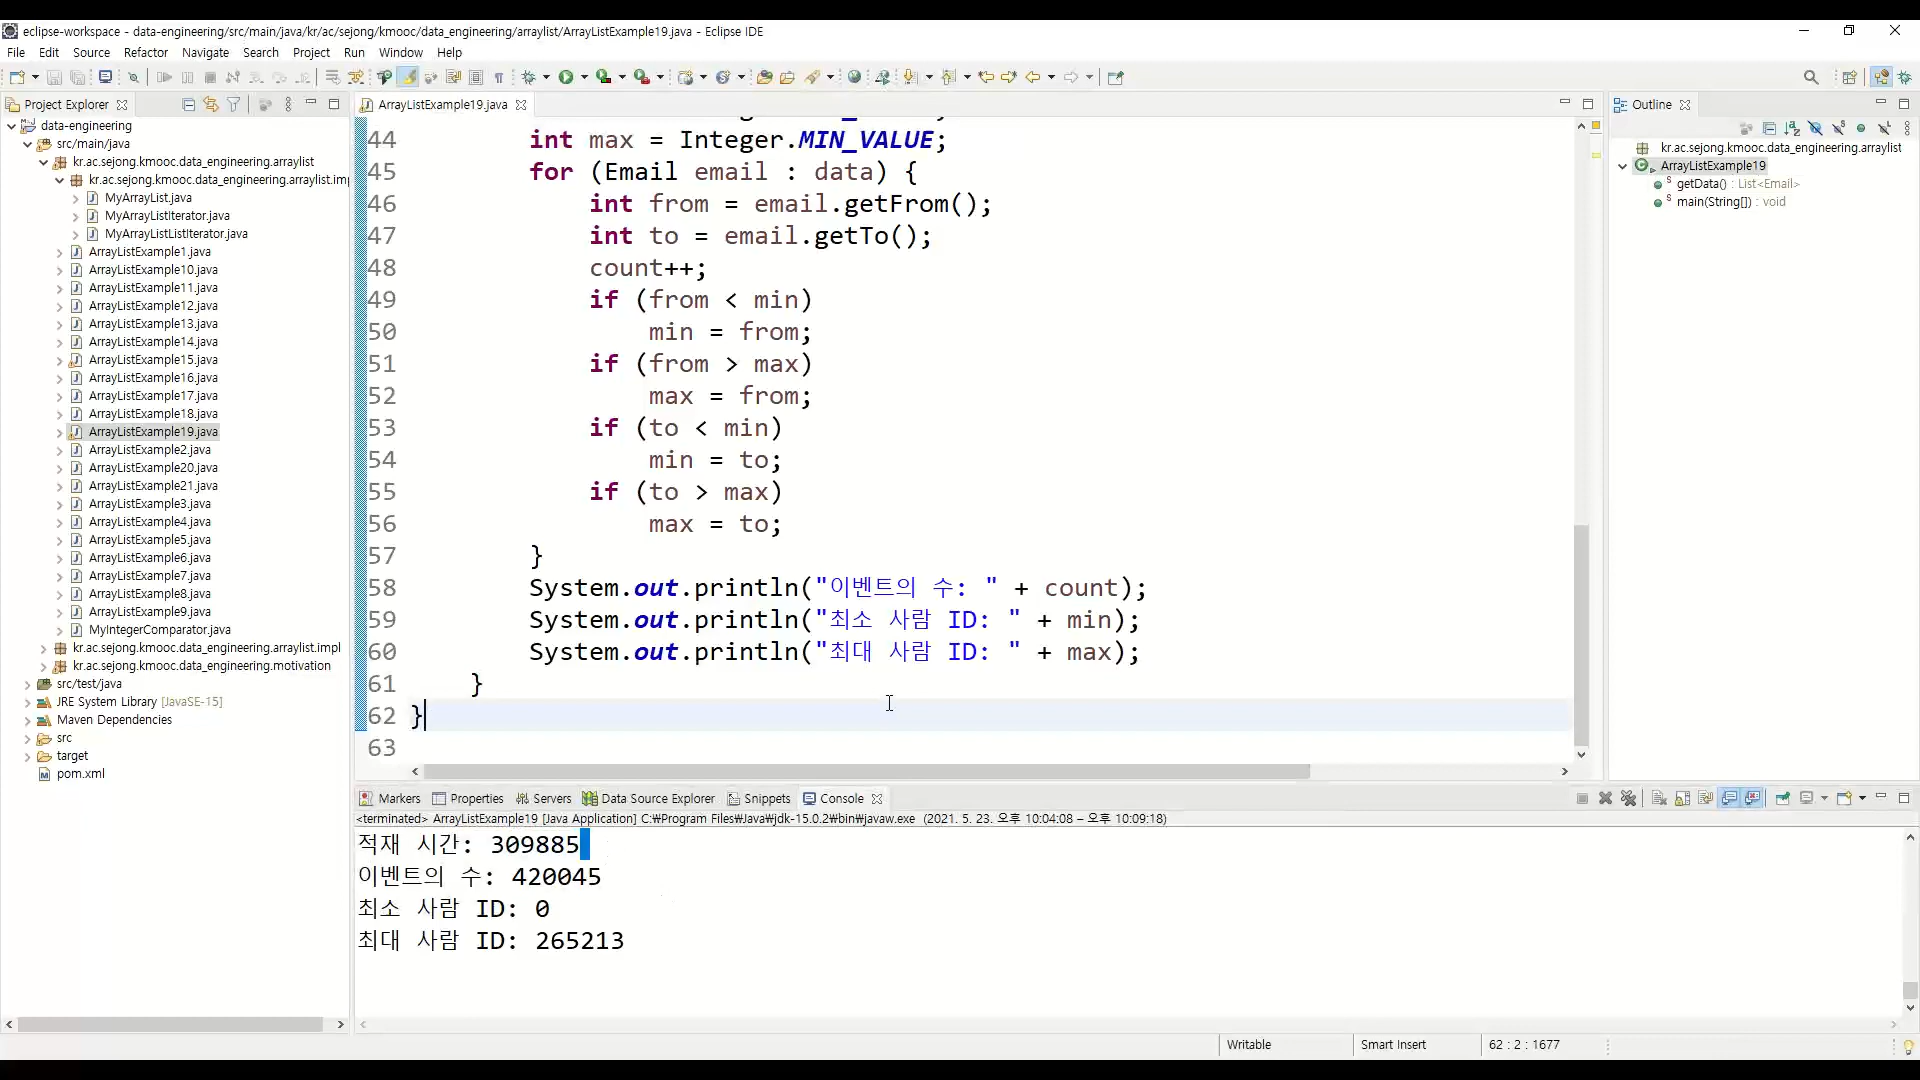 eclipse-workspace - data-engineering/src/main/java/kr/ac/sejong/kmooc/data_engineering/arraylist/ArrayListExample19.java - Eclipse IDE
File Edit Source Refactor Navigate Search Project Run Window Help
Project Explorer
data-engineering
src/main/java
kr.ac.sejong.kmooc.data_engineering.arraylist
kr.ac.sejong.kmooc.data_engineering.arraylist.imp
MyArrayList.java
MyArrayListIterator.java
MyArrayListListIterator.java
ArrayListExample1.java
ArrayListExample10.java
ArrayListExample11.java
ArrayListExample12.java
ArrayListExample13.java
ArrayListExample14.java
ArrayListExample15.java
ArrayListExample16.java
ArrayListExample17.java
ArrayListExample18.java
ArrayListExample19.java
ArrayListExample2.java
ArrayListExample20.java
ArrayListExample21.java
ArrayListExample3.java
ArrayListExample4.java
ArrayListExample5.java
ArrayListExample6.java
ArrayListExample7.java
ArrayListExample8.java
ArrayListExample9.java
MyIntegerComparator.java
kr.ac.sejong.kmooc.data_engineering.arraylist.impl
kr.ac.sejong.kmooc.data_engineering.motivation
src/test/java
JRE System Library [JavaSE-15]
Maven Dependencies
src
target
pom.xml
ArrayListExample19.java
44 int max = Integer.MIN_VALUE;
45 for (Email email : data) {
46 int from = email.getFrom();
47 int to = email.getTo();
48 count++;
49 if (from < min)
50 min = from;
51 if (from > max)
52 max = from;
53 if (to < min)
54 min = to;
55 if (to > max)
56 max = to;
57 }
58 System.out.println("이벤트의 수: " + count);
59 System.out.println("최소 사람 ID: " + min);
60 System.out.println("최대 사람 ID: " + max);
61 }
62 }
63
Outline
kr.ac.sejong.kmooc.data_engineering.arraylist
ArrayListExample19
getData() : List<Email>
main(String[]) : void
Markers Properties Servers Data Source Explorer Snippets Console
<terminated> ArrayListExample19 [Java Application] C:₩Program Files₩Java₩jdk-15.0.2₩bin₩javaw.exe (2021. 5. 23. 오후 10:04:08 – 오후 10:09:18)
적재 시간: 309885
이벤트의 수: 420045
최소 사람 ID: 0
최대 사람 ID: 265213
Writable Smart Insert 62 : 2 : 1677